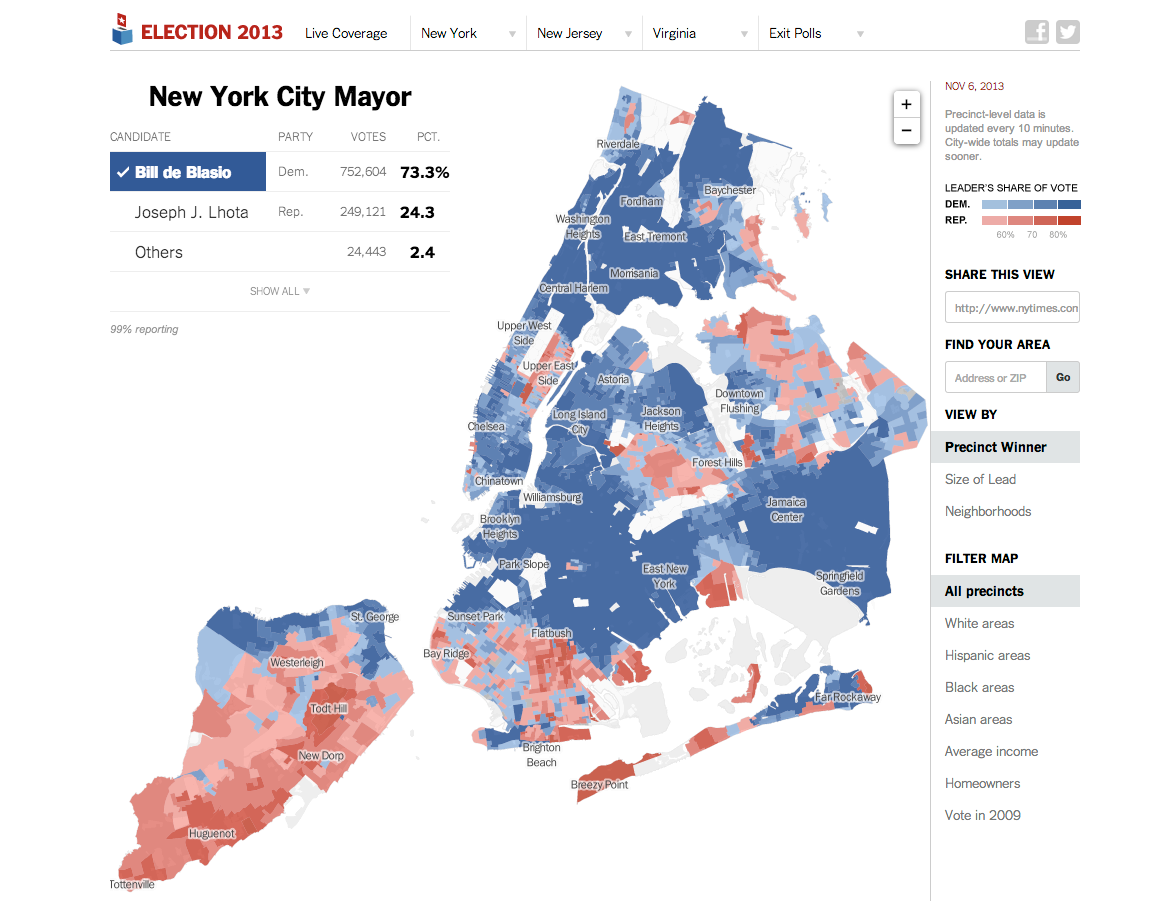 ELECTION 2013 Live Coverage New York New Jersey Virginia Exit Polls
New York City Mayor
CANDIDATE PARTY VOTES PCT.
Bill de Blasio Dem. 752,604 73.3%
Joseph J. Lhota Rep. 249,121 24.3
Others 24,443 2.4
SHOW ALL
99% reporting
Riverdale
Baychester
Fordham
Washington
Heights
East Tremont
Morrisania
Central Harlem
Upper West
Side
Upper East
Side
Astoria
Downtown
Flushing
Long Island
City
Jackson
Heights
Chelsea
Forest Hills
Chinatown
Williamsburg
Jamaica
Center
Brooklyn
Heights
Park Slope
East New
York
Springfield
Gardens
St. George
Sunset Park
Flatbush
Bay Ridge
Westerleigh
Far Rockaway
Todt Hill
New Dorp
Brighton
Beach
Breezy Point
Huguenot
Tottenville
+
−
NOV 6, 2013
Precinct-level data is
updated every 10 minutes.
City-wide totals may update
sooner.
LEADER'S SHARE OF VOTE
DEM.
REP.
60% 70 80%
SHARE THIS VIEW
http://www.nytimes.con
FIND YOUR AREA
Address or ZIP Go
VIEW BY
Precinct Winner
Size of Lead
Neighborhoods
FILTER MAP
All precincts
White areas
Hispanic areas
Black areas
Asian areas
Average income
Homeowners
Vote in 2009